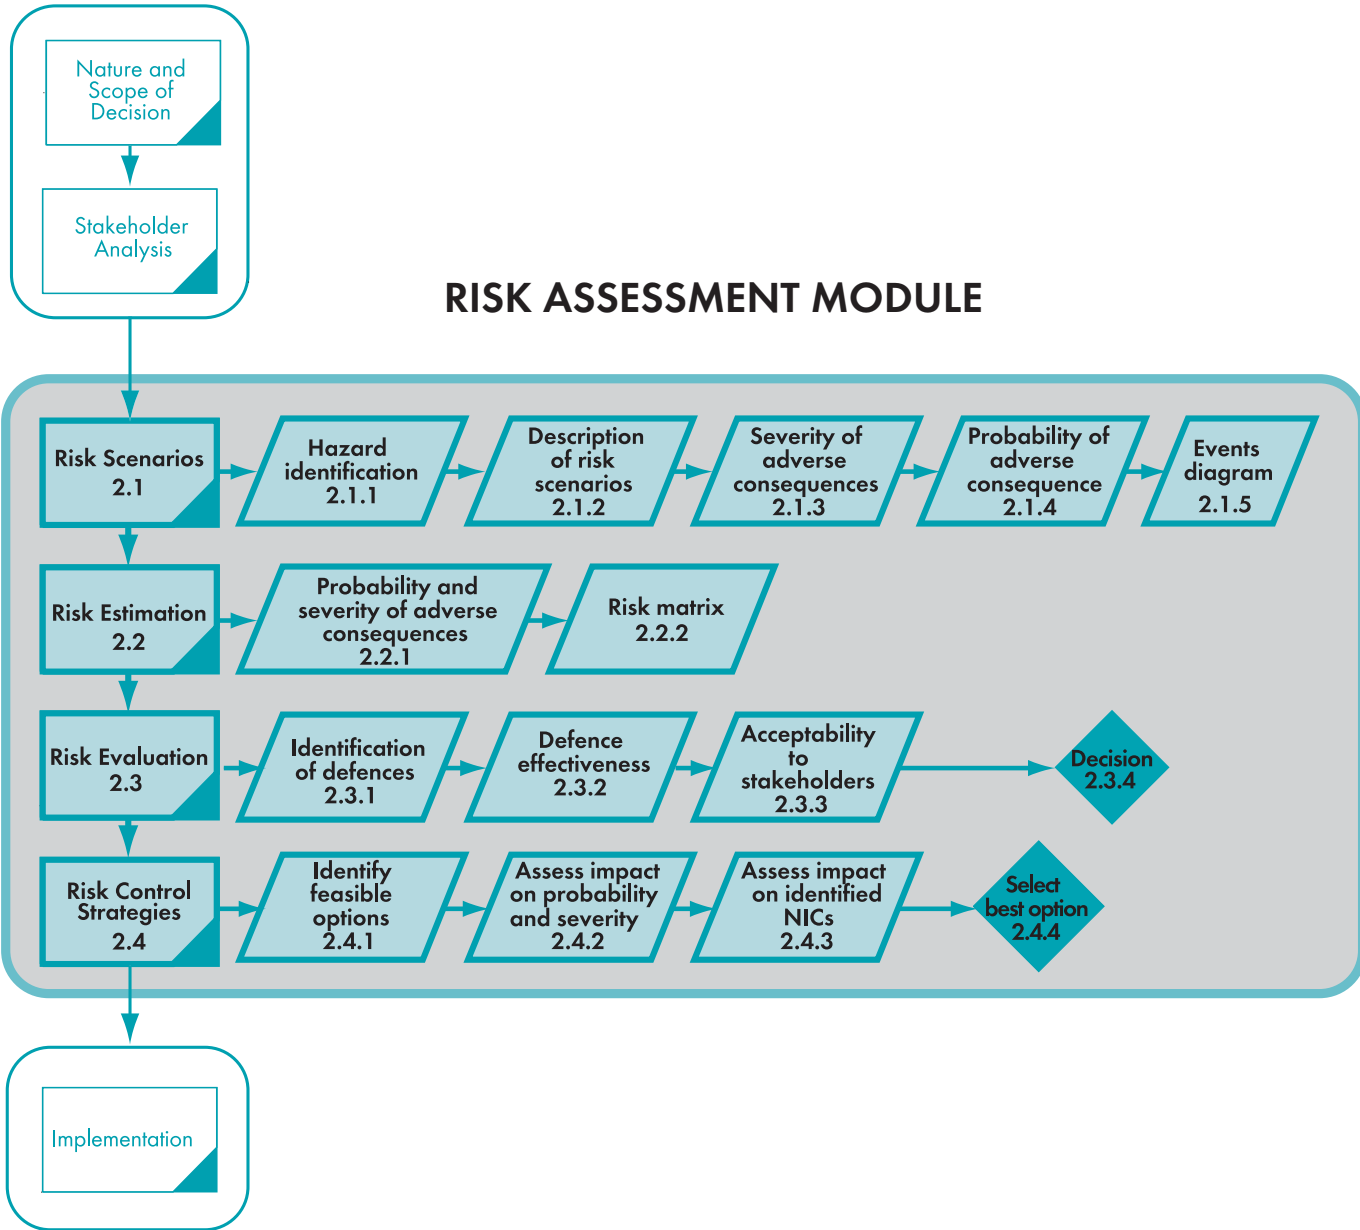 Nature and
Scope of
Decision
Stakeholder
Analysis
RISK ASSESSMENT MODULE
Risk Scenarios
2.1
Hazard
identification
2.1.1
Description
of risk
scenarios
2.1.2
Severity of
adverse
consequences
2.1.3
Probability of
adverse
consequence
2.1.4
Events
diagram
2.1.5
Risk Estimation
2.2
Probability and
severity of adverse
consequences
2.2.1
Risk matrix
2.2.2
Risk Evaluation
2.3
Identification
of defences
2.3.1
Defence
effectiveness
2.3.2
Acceptability
to
stakeholders
2.3.3
Decision
2.3.4
Risk Control
Strategies
2.4
Identify
feasible
options
2.4.1
Assess impact
on probability
and severity
2.4.2
Assess impact
on identified
NICs
2.4.3
Select
best option
2.4.4
Implementation